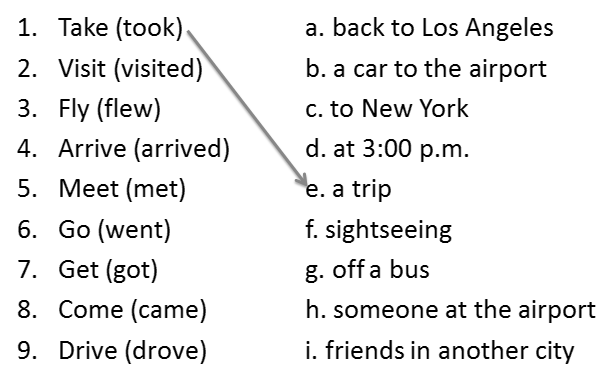 1. Take (took) a. back to Los Angeles
2. Visit (visited) b. a car to the airport
3. Fly (flew) c. to New York
4. Arrive (arrived) d. at 3:00 p.m.
5. Meet (met) e. a trip
6. Go (went) f. sightseeing
7. Get (got) g. off a bus
8. Come (came) h. someone at the airport
9. Drive (drove) i. friends in another city